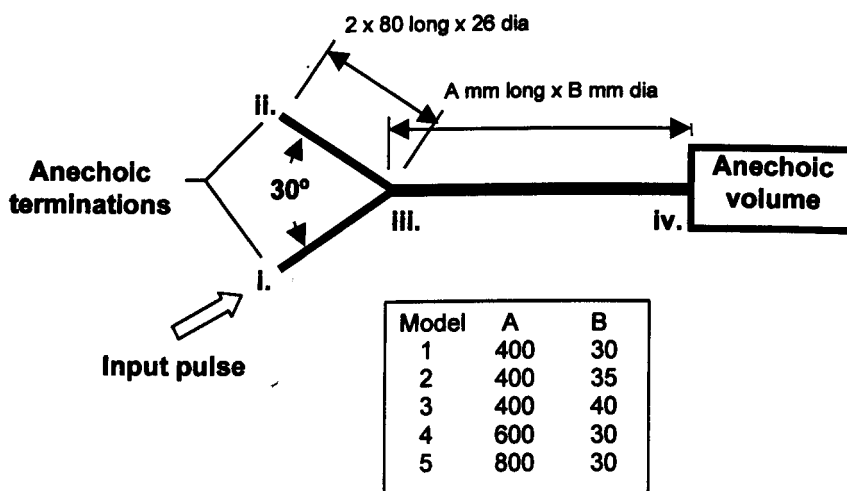 2 x 80 long x 26 dia
A mm long x B mm dia
ii.
Anechoic
terminations
30º
Anechoic
volume
iii.
iv.
i.
Input pulse
Model A B
1 400 30
2 400 35
3 400 40
4 600 30
5 800 30